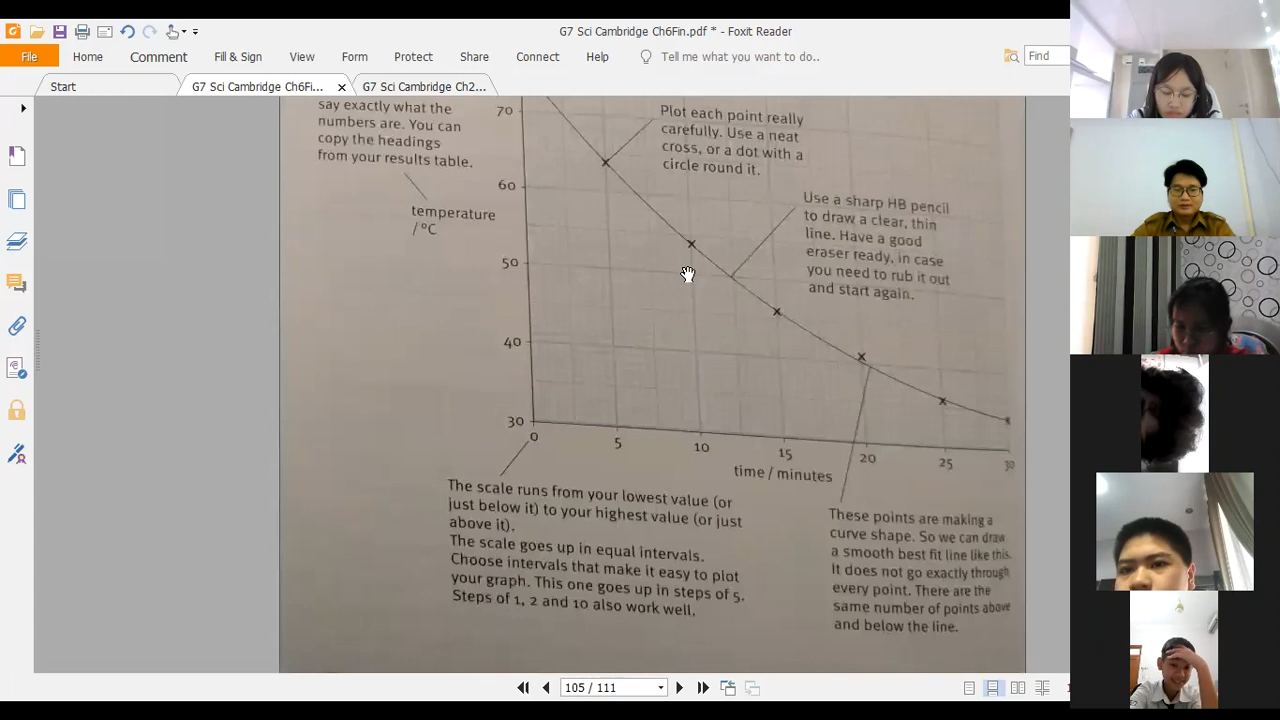 G7 Sci Cambridge Ch6Fin.pdf * - Foxit Reader
File Home Comment Fill & Sign View Form Protect Share Connect Help Tell me what you want to do.. Find
Start G7 Sci Cambridge Ch6Fi... × G7 Sci Cambridge Ch2...
say exactly what the
numbers are. You can
copy the headings
from your results table.
temperature
/ °C
70
60
50
40
30
Plot each point really
carefully. Use a neat
cross, or a dot with a
circle round it.
Use a sharp HB pencil
to draw a clear, thin
line. Have a good
eraser ready, in case
you need to rub it out
and start again.
0 5 10 15 20 25 30
time / minutes
The scale runs from your lowest value (or
just below it) to your highest value (or just
above it).
The scale goes up in equal intervals.
Choose intervals that make it easy to plot
your graph. This one goes up in steps of 5.
Steps of 1, 2 and 10 also work well.
These points are making a
curve shape. So we can draw
a smooth best fit line like this.
It does not go exactly through
every point. There are the
same number of points above
and below the line.
105 / 111